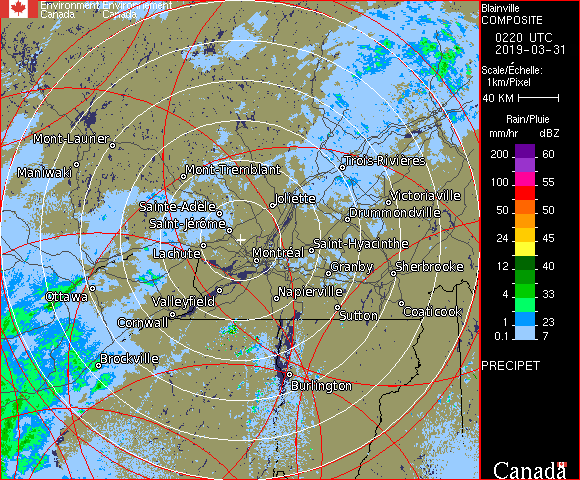 Environment Environnement
Canada Canada
Blainville
COMPOSITE
0220 UTC
2019-03-31
Scale/Échelle:
1km/Pixel
40 KM
Rain/Pluie
mm/hr dBZ
200 60
100 55
50 50
24 45
12 40
4 33
1 23
0.1 7
PRECIPET
Canada
Mont-Laurier
Maniwaki
Mont-Tremblant
Trois-Rivières
Joliette
Victoriaville
Sainte-Adèle
Drummondville
Saint-Jérôme
Saint-Hyacinthe
Lachute
Montréal
Granby
Sherbrooke
Ottawa
Valleyfield
Napierville
Cornwall
Sutton
Coaticook
Brockville
Burlington